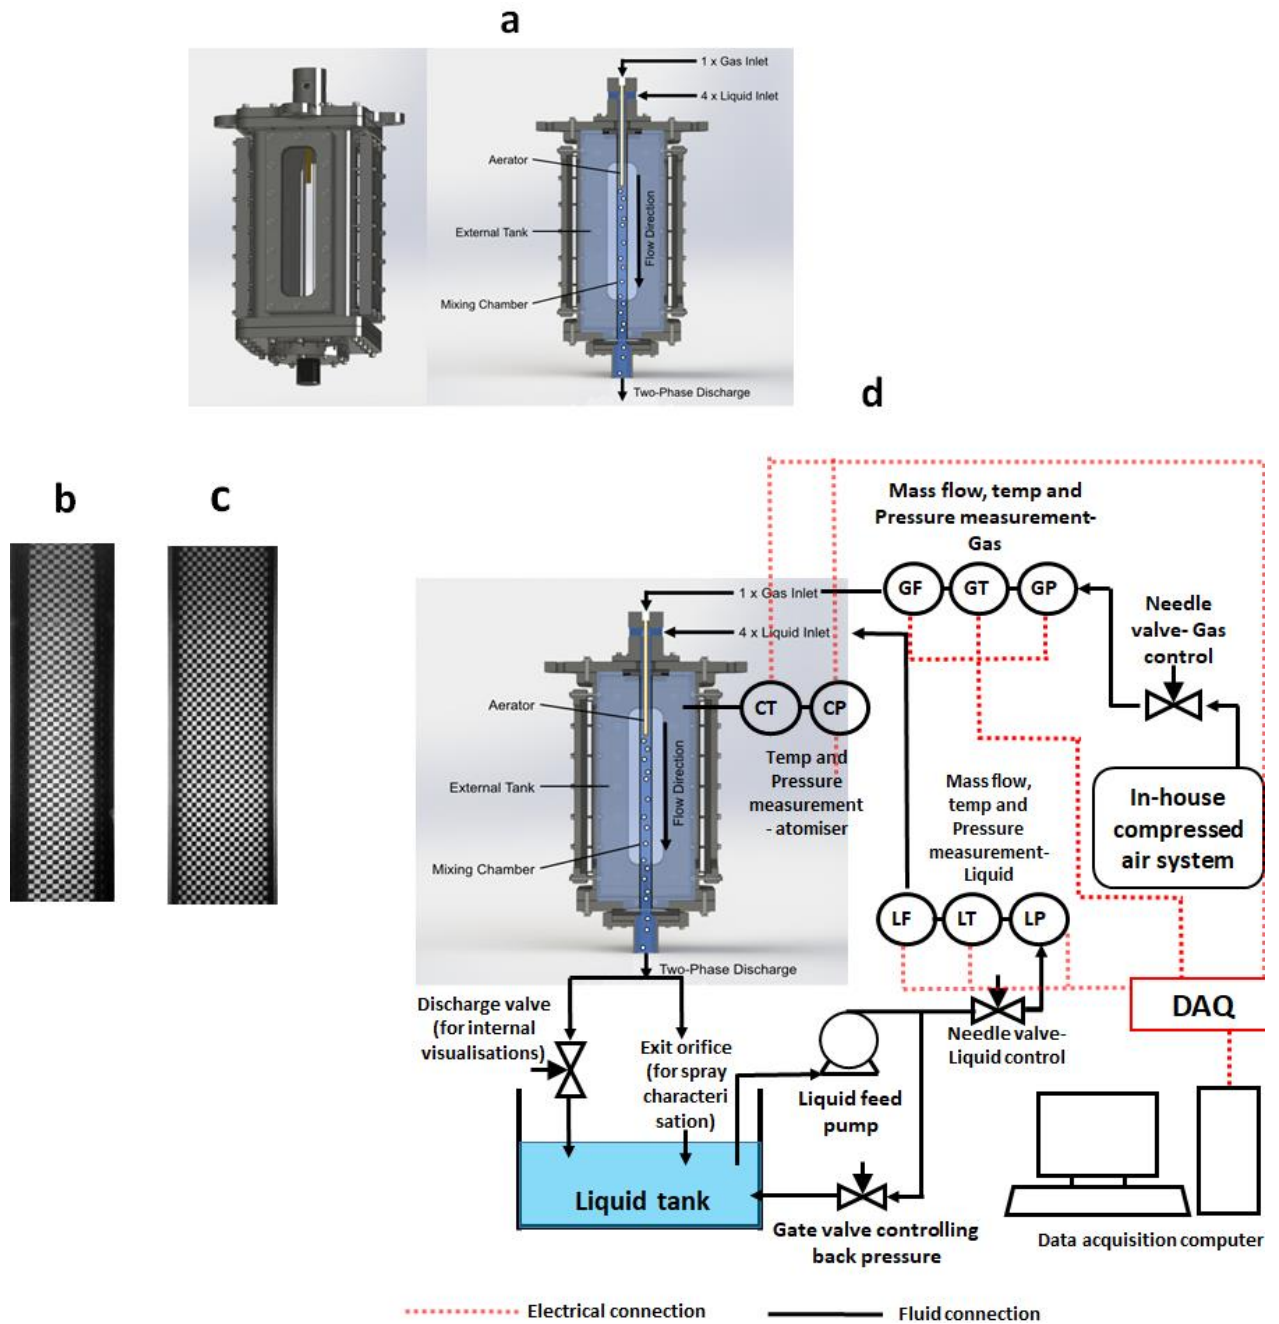 a
1 x Gas Inlet
4 x Liquid Inlet
Aerator
External Tank
Flow Direction
Mixing Chamber
Two-Phase Discharge
b
c
d
Mass flow, temp and
Pressure measurement-
Gas
GF
GT
GP
Needle
valve- Gas
control
1 x Gas Inlet
4 x Liquid Inlet
Aerator
External Tank
Flow Direction
Mixing Chamber
Two-Phase Discharge
CT
CP
Temp and
Pressure
measurement
- atomiser
Mass flow,
temp and
Pressure
measurement-
Liquid
LF
LT
LP
In-house
compressed
air system
DAQ
Discharge valve
(for internal
visualisations)
Exit orifice
(for spray
characteri
sation)
Liquid feed
pump
Needle valve-
Liquid control
Liquid tank
Gate valve controlling
back pressure
Data acquisition computer
Electrical connection
Fluid connection